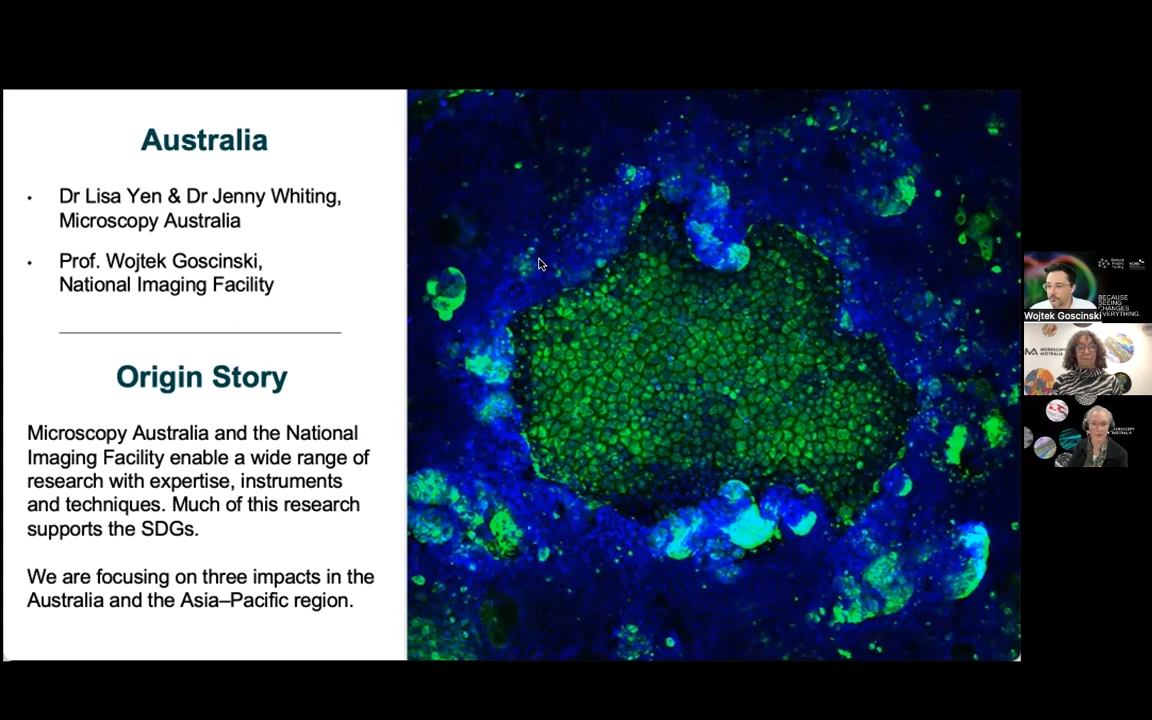 Australia
• Dr Lisa Yen & Dr Jenny Whiting,
Microscopy Australia
• Prof. Wojtek Goscinski,
National Imaging Facility
Origin Story
Microscopy Australia and the National
Imaging Facility enable a wide range of
research with expertise, instruments
and techniques. Much of this research
supports the SDGs.
We are focusing on three impacts in the
Australia and the Asia–Pacific region.
National
Imaging
Facility
BECAUSE
SEEING
CHANGES
EVERYTHING.
Wojtek Goscinski
MICROSCOPY
AUSTRALIA